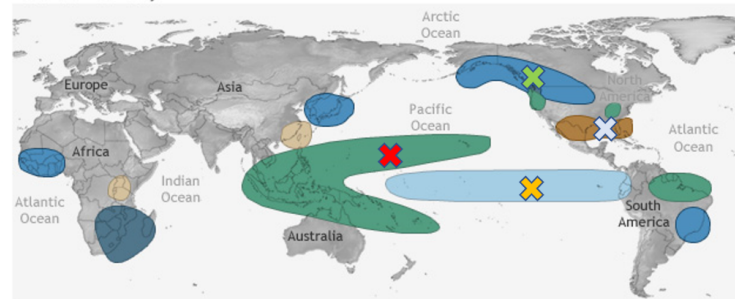 Arctic
Ocean
Europe
Asia
North
America
Pacific
Ocean
Africa
Atlantic
Ocean
Indian
Ocean
Atlantic
Ocean
South
America
Australia